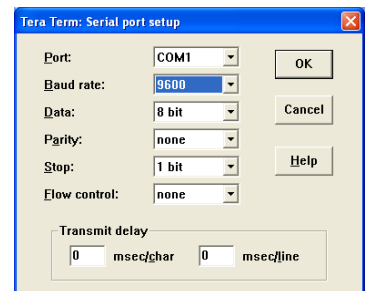 Tera Term: Serial port setup
Port: COM1 OK
Baud rate: 9600
Data: 8 bit Cancel
Parity: none
Stop: 1 bit Help
Flow control: none
Transmit delay
0 msec/char 0 msec/line